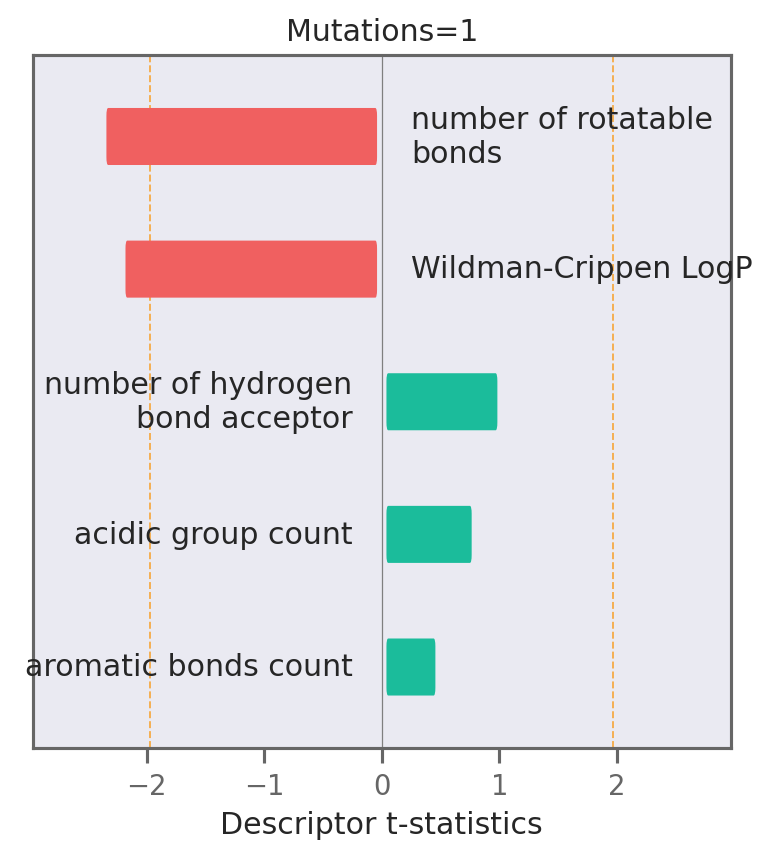 Mutations=1
number of rotatable
bonds
Wildman-Crippen LogP
number of hydrogen
bond acceptor
acidic group count
aromatic bonds count
−2 −1 0 1 2
Descriptor t-statistics